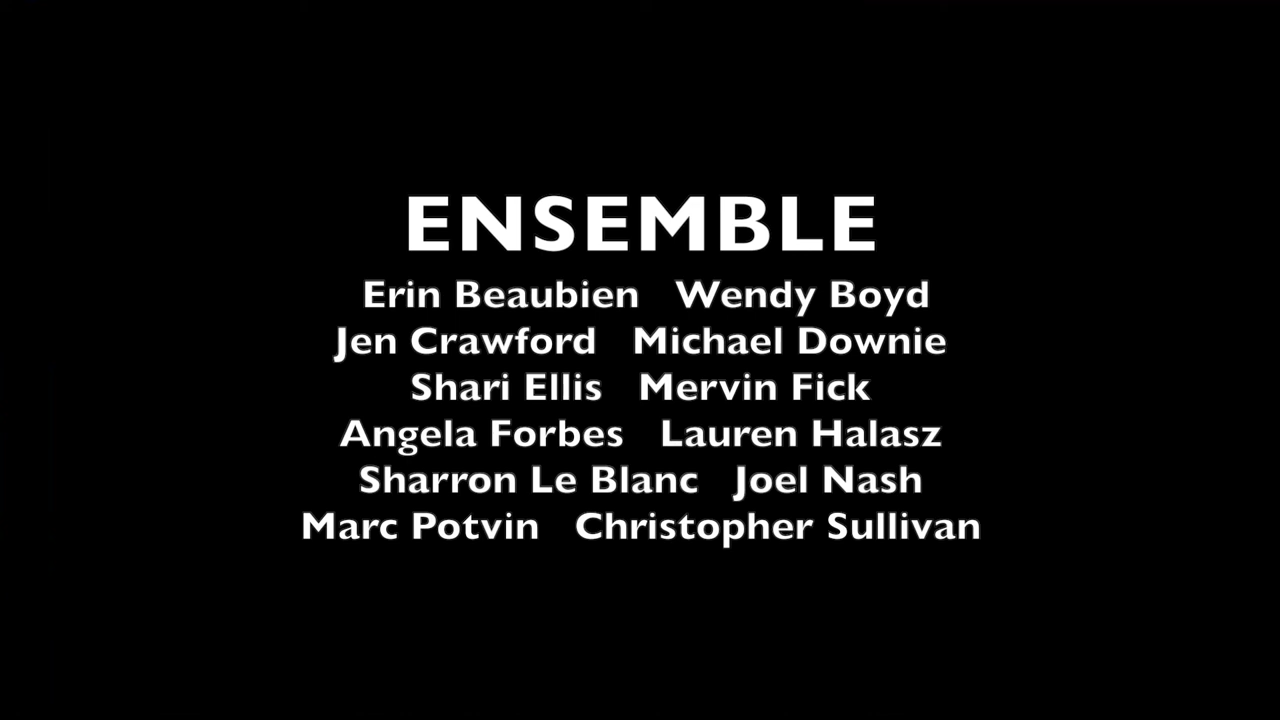 ENSEMBLE
Erin Beaubien Wendy Boyd
Jen Crawford Michael Downie
Shari Ellis Mervin Fick
Angela Forbes Lauren Halasz
Sharron Le Blanc Joel Nash
Marc Potvin Christopher Sullivan